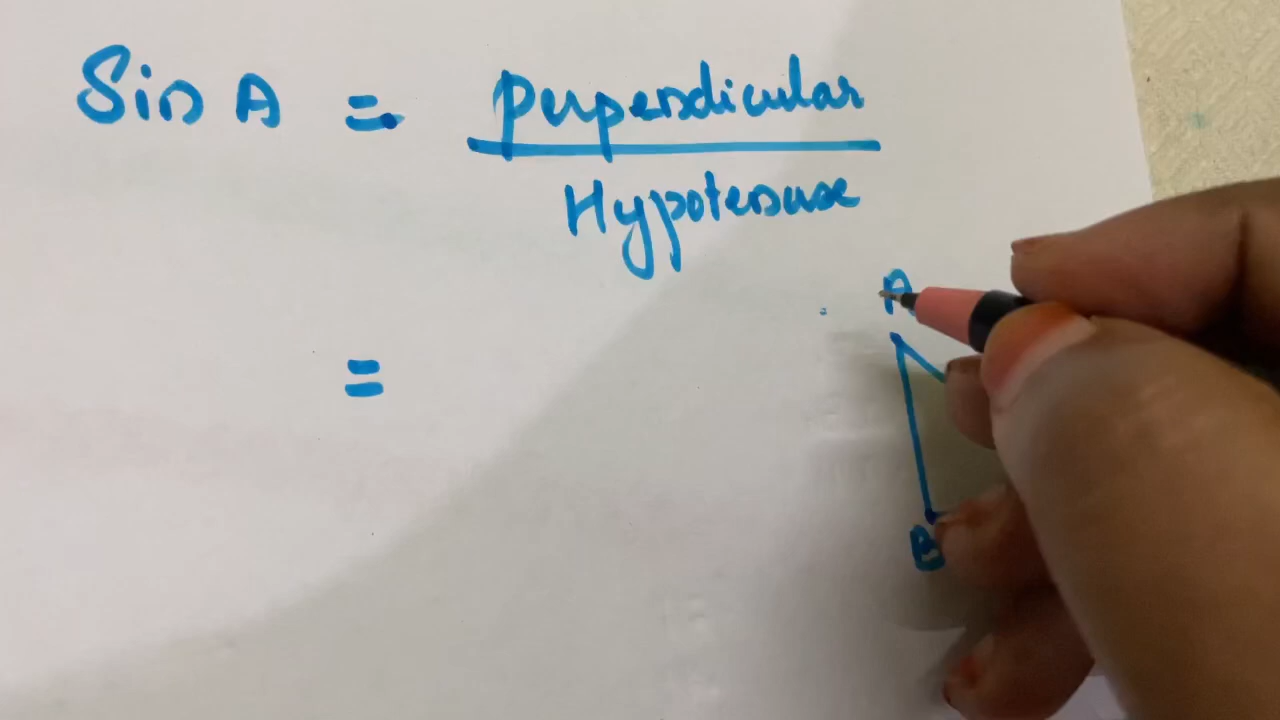 Sin A = Perpendicular
Hypotenuse
A
=
B